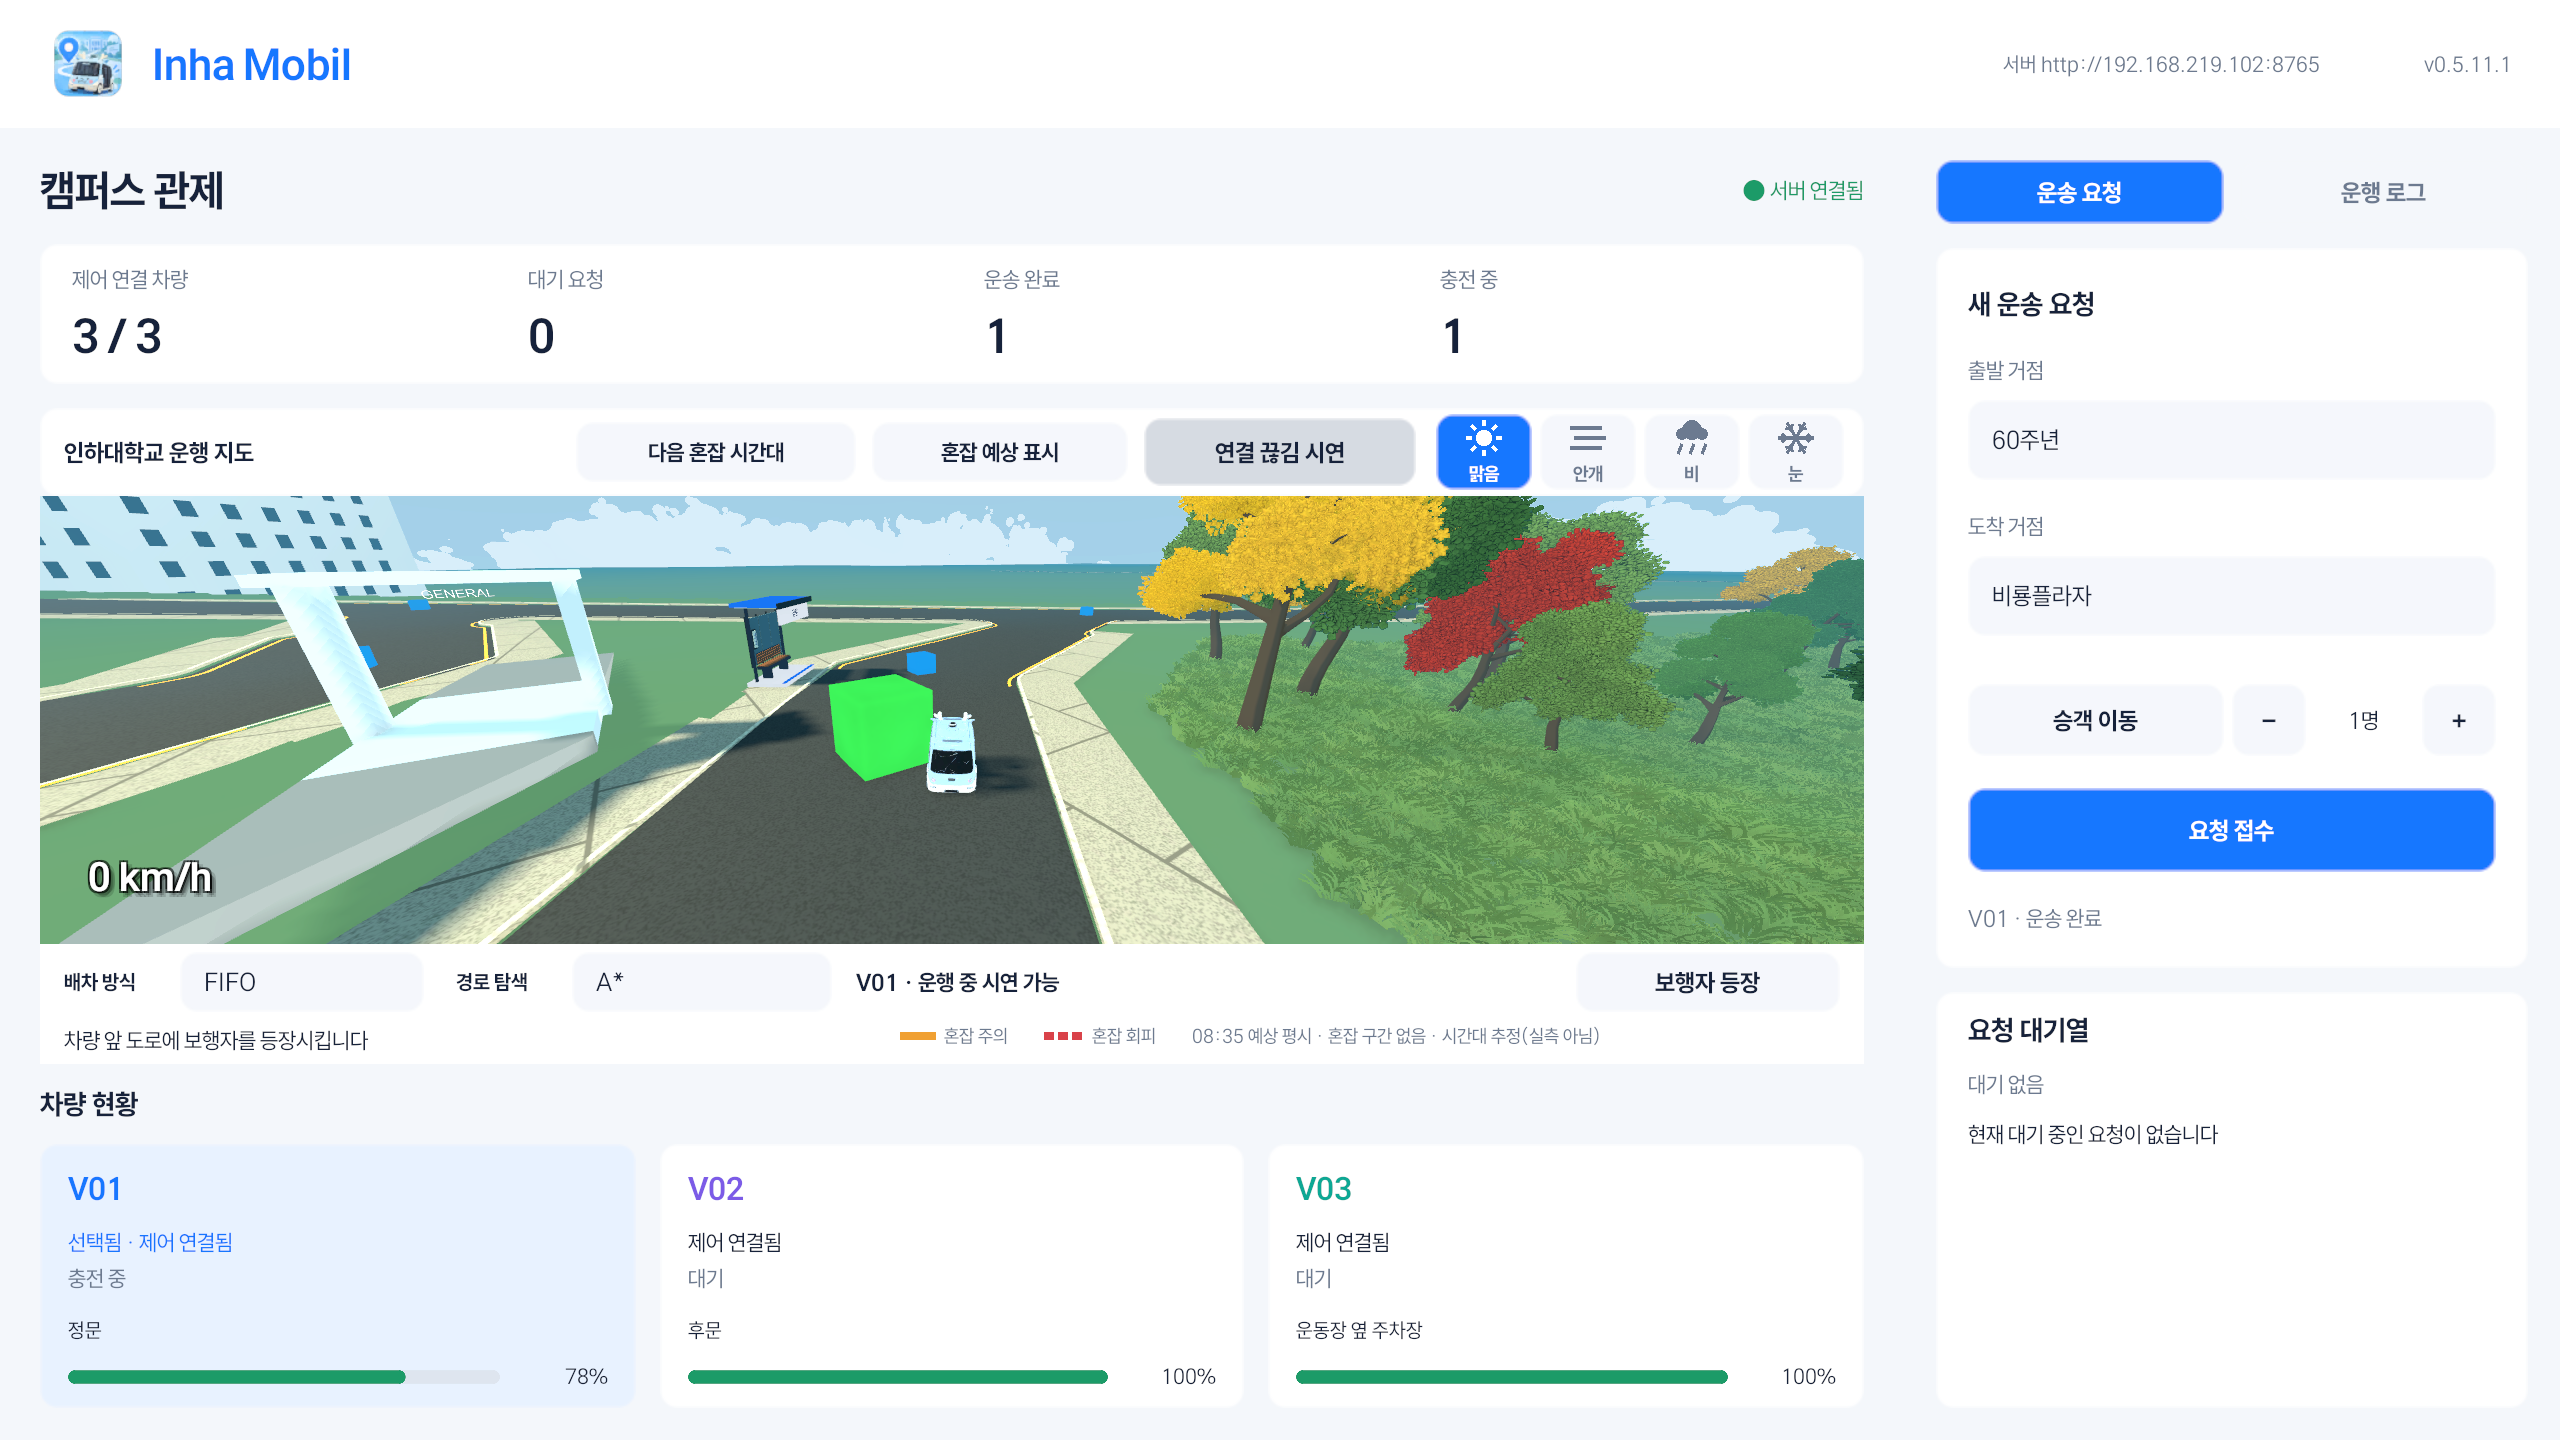 Inha Mobil
서버 http://192.168.219.102:8765
v0.5.11.1
캠퍼스 관제
서버 연결됨
제어 연결 차량
대기 요청
운송 완료
충전 중
3 / 3
0
1
1
인하대학교 운행 지도
다음 혼잡 시간대
혼잡 예상 표시
연결 끊김 시연
맑음
안개
비
눈
GENERAL
0 km/h
배차 방식
FIFO
경로 탐색
A*
V01 · 운행 중 시연 가능
보행자 등장
차량 앞 도로에 보행자를 등장시킵니다
혼잡 주의
혼잡 회피
08:35 예상 평시 · 혼잡 구간 없음 · 시간대 추정(실측 아님)
차량 현황
V01
선택됨 · 제어 연결됨
충전 중
정문
78%
V02
제어 연결됨
대기
후문
100%
V03
제어 연결됨
대기
운동장 옆 주차장
100%
운송 요청
운행 로그
새 운송 요청
출발 거점
60주년
도착 거점
비룡플라자
승객 이동
−
1명
+
요청 접수
V01 · 운송 완료
요청 대기열
대기 없음
현재 대기 중인 요청이 없습니다